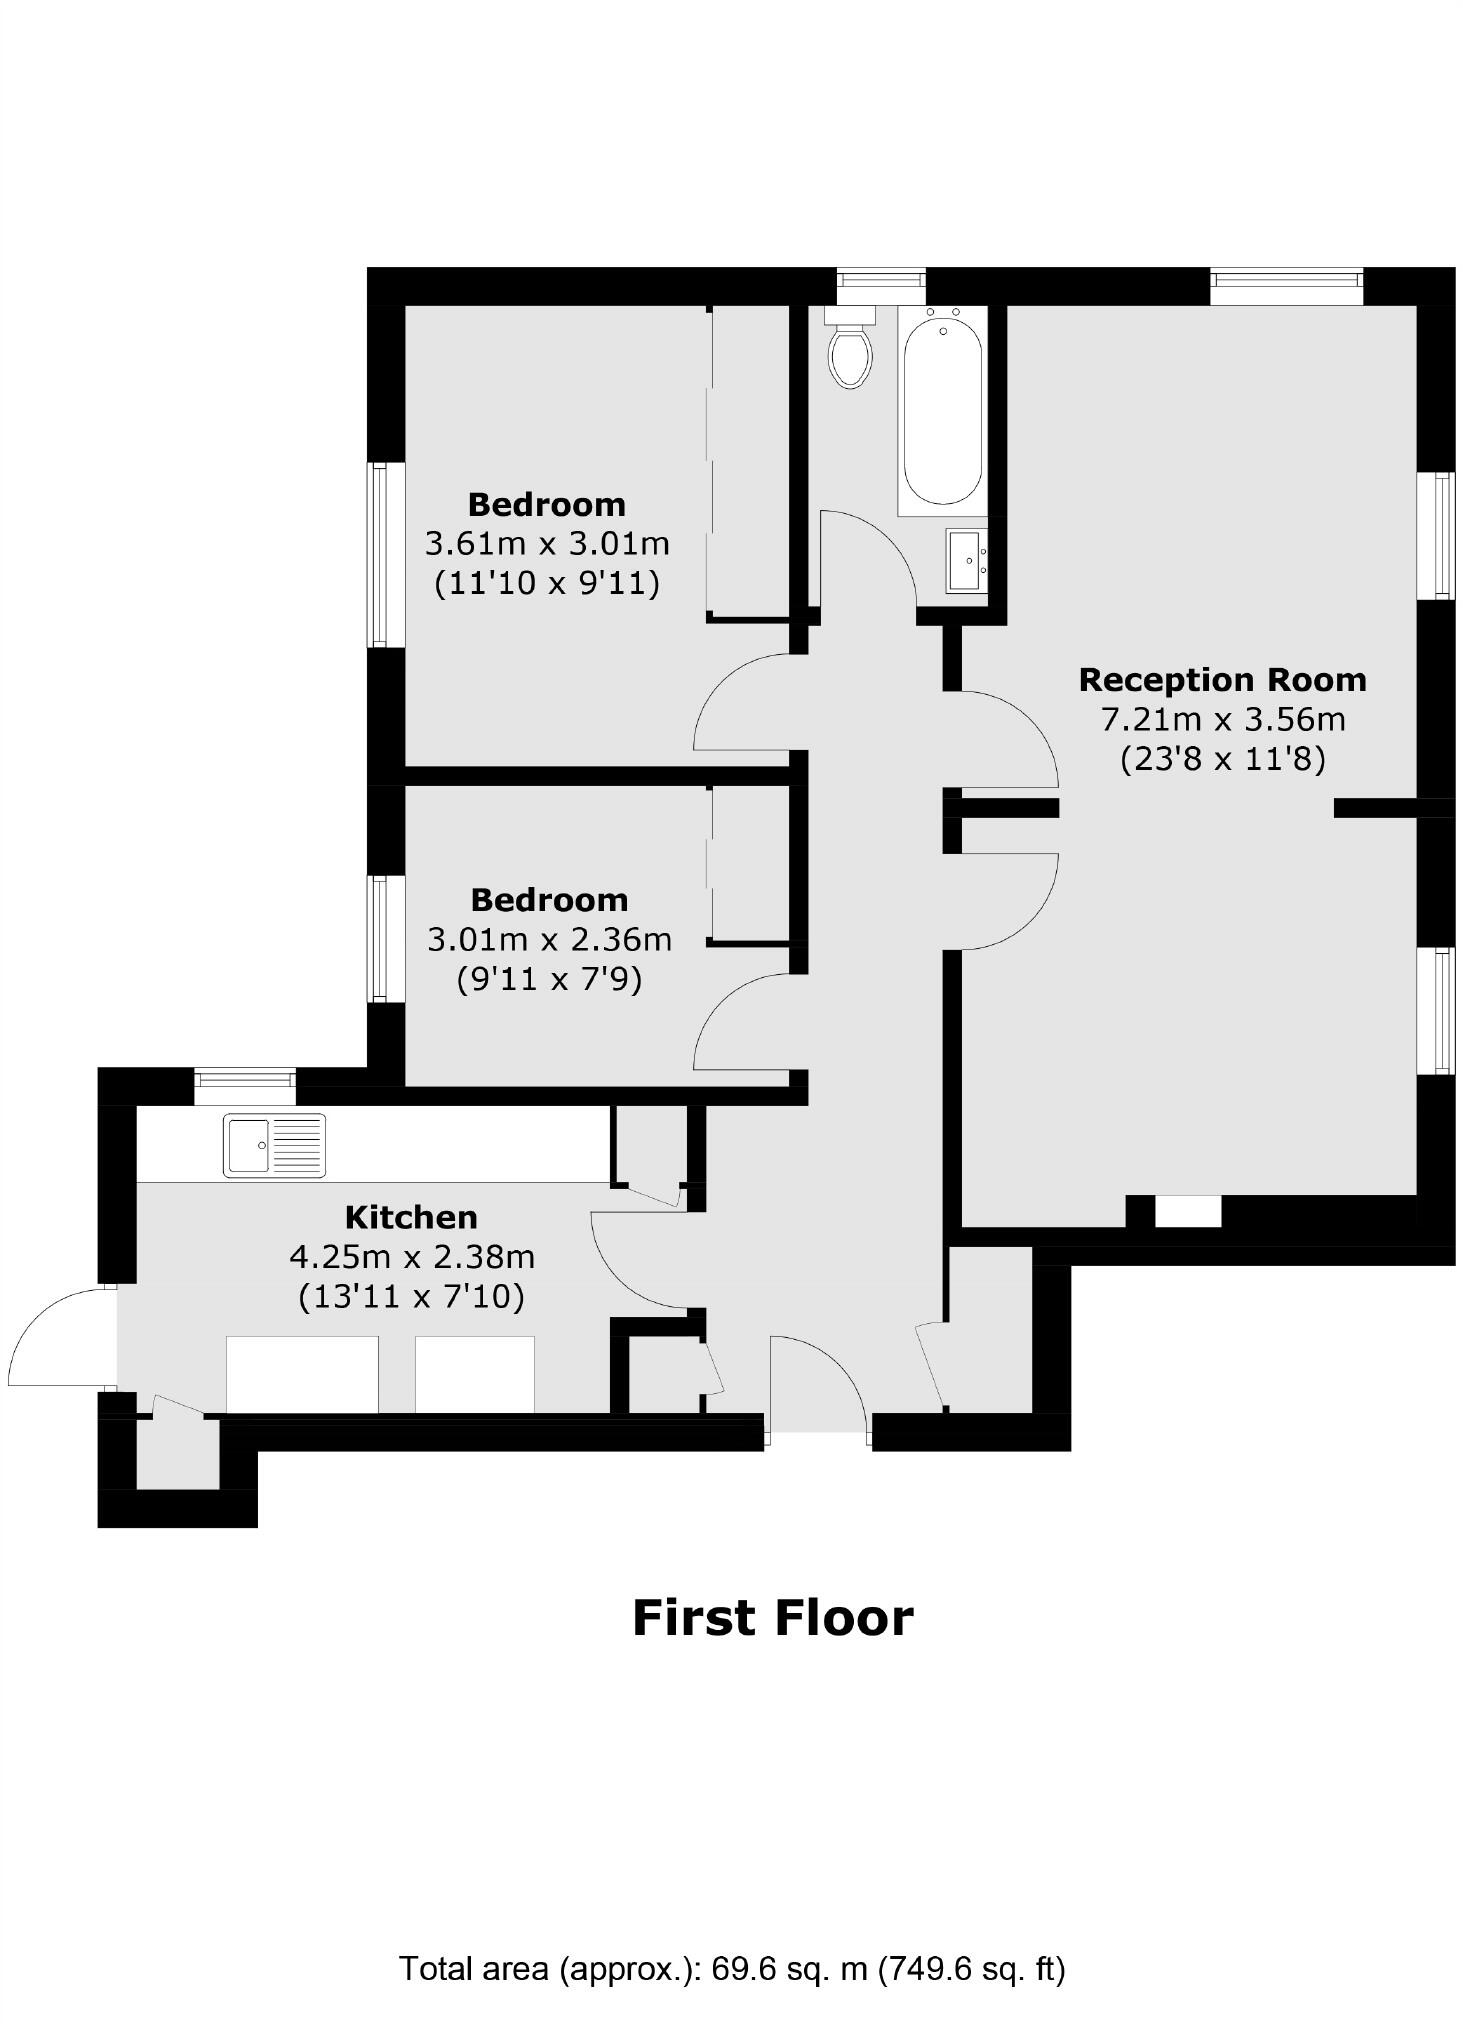 Bedroom
3.61m x 3.01m
(11'10 x 9'11)
Reception Room
7.21m x 3.56m
(23'8 x 11'8)
Bedroom
3.01m x 2.36m
(9'11 x 7'9)
Kitchen
4.25m x 2.38m
(13'11 x 7'10)
First Floor
Total area (approx.): 69.6 sq. m (749.6 sq. ft)